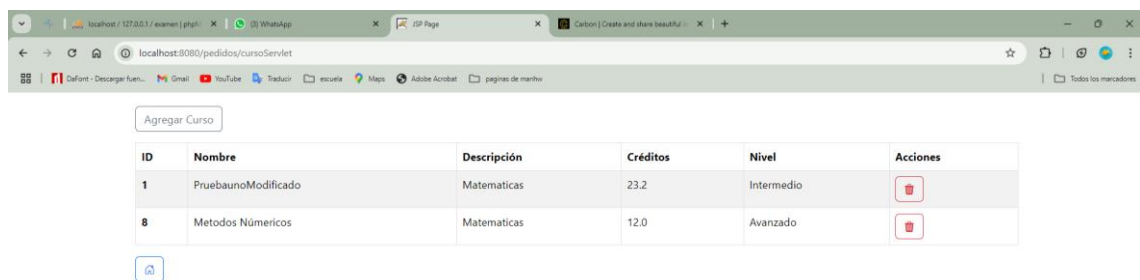 localhost / 127.0.0.1 / examen | phpM
(3) WhatsApp
JSP Page
Carbon | Create and share beautiful
localhost:8080/pedidos/cursoServlet
DaFont - Descargar fuen...
Gmail
YouTube
Traducir
escuela
Maps
Adobe Acrobat
paginas de manhw
Todos los marcadores
Agregar Curso
ID Nombre Descripción Créditos Nivel Acciones
1 PruebaunoModificado Matematicas 23.2 Intermedio
8 Metodos Númericos Matematicas 12.0 Avanzado